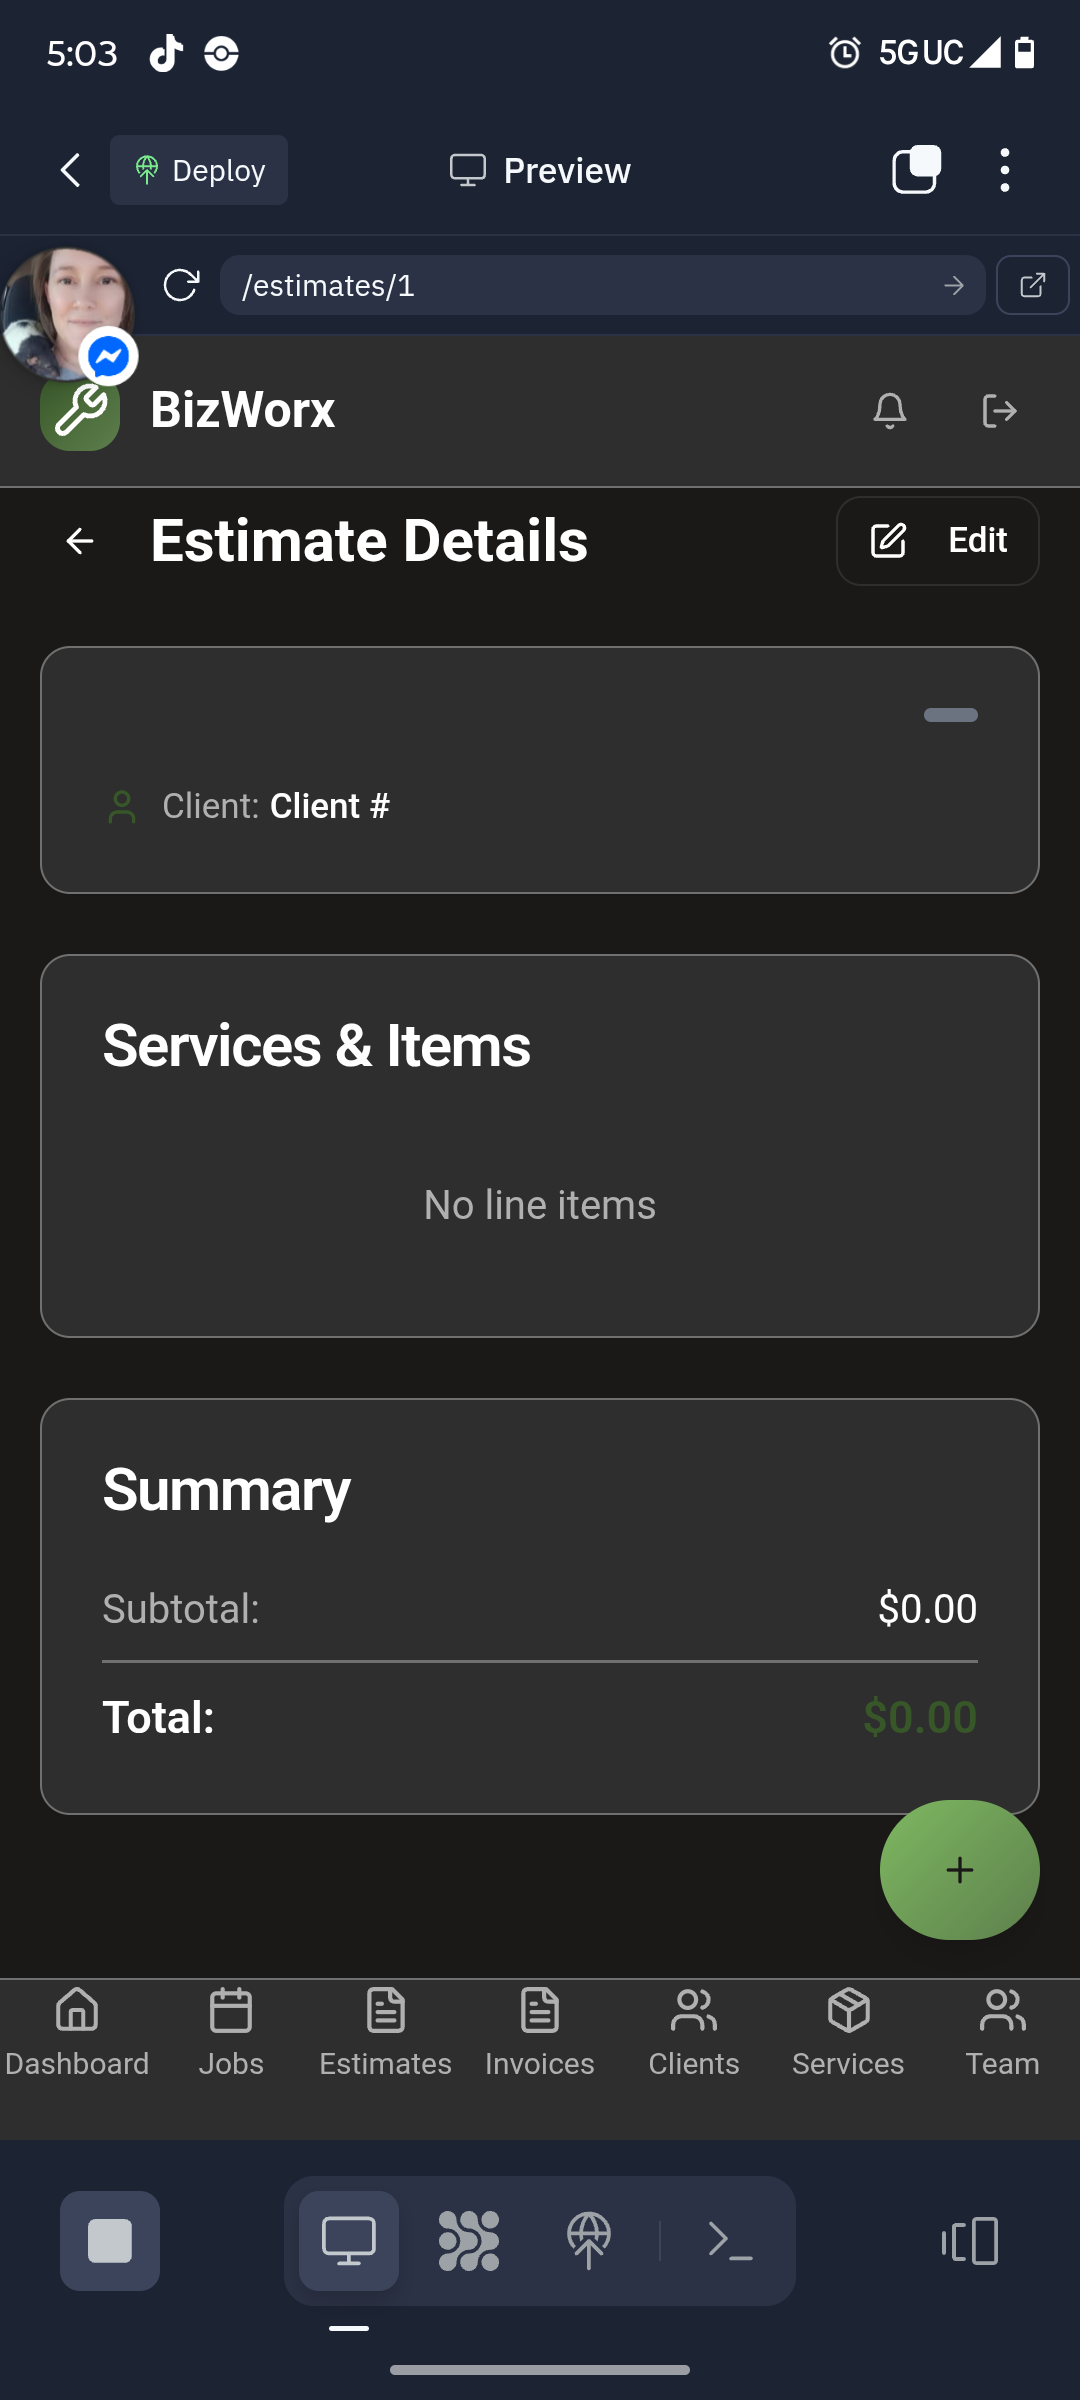 5:03
5G UC
Deploy
Preview
/estimates/1
BizWorx
Estimate Details
Edit
Client: Client #
Services & Items
No line items
Summary
Subtotal: $0.00
Total: $0.00
Dashboard Jobs Estimates Invoices Clients Services Team